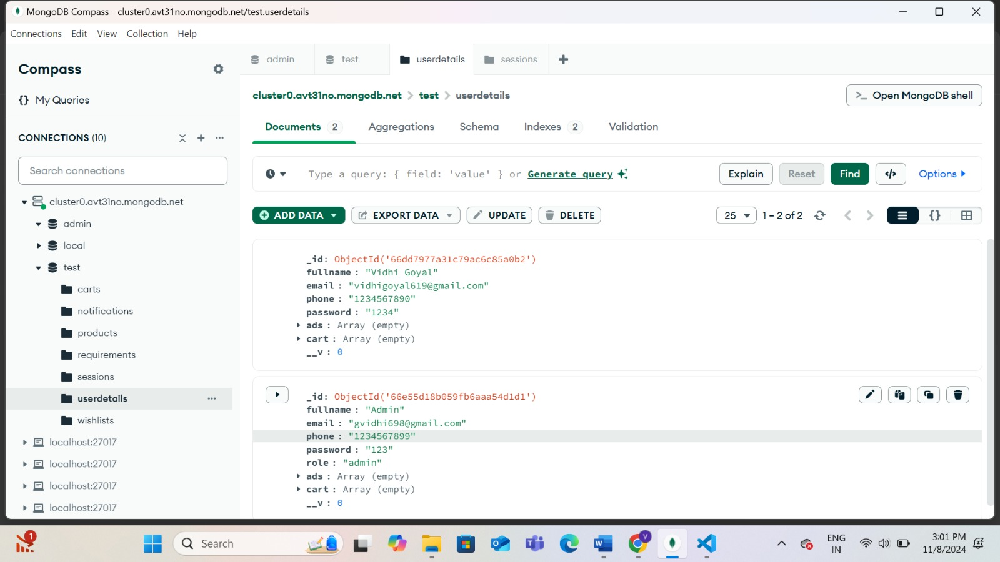 MongoDB Compass - cluster0.avt31no.mongodb.net/test.userdetails
Connections Edit View Collection Help
Compass
{} My Queries
CONNECTIONS (10)
Search connections
cluster0.avt31no.mongodb.net
admin
local
test
carts
notifications
products
requirements
sessions
userdetails
wishlists
localhost:27017
localhost:27017
localhost:27017
localhost:27017
admin test userdetails sessions
cluster0.avt31no.mongodb.net > test > userdetails
>_ Open MongoDB shell
Documents 2 Aggregations Schema Indexes 2 Validation
Type a query: { field: 'value' } or Generate query
Explain Reset Find </> Options
ADD DATA EXPORT DATA UPDATE DELETE
25 1 – 2 of 2 {}
_id: ObjectId('66dd7977a31c79ac6c85a0b2')
fullname : "Vidhi Goyal"
email : "vidhigoyal619@gmail.com"
phone : "1234567890"
password : "1234"
ads : Array (empty)
cart : Array (empty)
__v : 0
_id: ObjectId('66e55d18b059fb6aaa54d1d1')
fullname : "Admin"
email : "gvidhi698@gmail.com"
phone : "1234567899"
password : "123"
role : "admin"
ads : Array (empty)
cart : Array (empty)
__v : 0
1
Search
V
ENG
IN
3:01 PM
11/8/2024